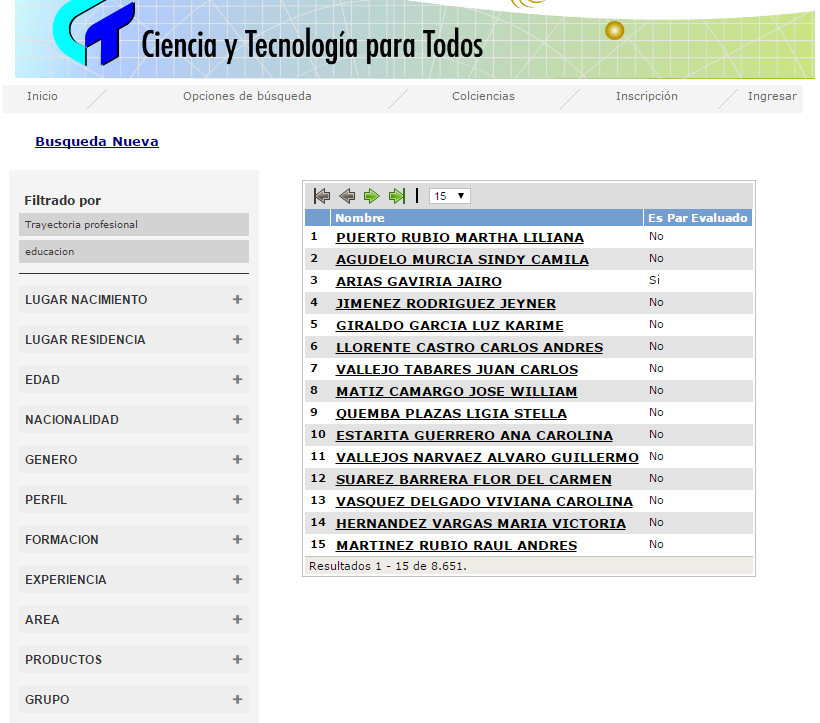 Ciencia y Tecnología para Todos
Inicio Opciones de búsqueda Colciencias Inscripción Ingresar
Busqueda Nueva
Filtrado por
Trayectoria profesional
educacion
LUGAR NACIMIENTO +
LUGAR RESIDENCIA +
EDAD +
NACIONALIDAD +
GENERO +
PERFIL +
FORMACION +
EXPERIENCIA +
AREA +
PRODUCTOS +
GRUPO +
15
Nombre Es Par Evaluado
1 PUERTO RUBIO MARTHA LILIANA No
2 AGUDELO MURCIA SINDY CAMILA No
3 ARIAS GAVIRIA JAIRO Si
4 JIMENEZ RODRIGUEZ JEYNER No
5 GIRALDO GARCIA LUZ KARIME No
6 LLORENTE CASTRO CARLOS ANDRES No
7 VALLEJO TABARES JUAN CARLOS No
8 MATIZ CAMARGO JOSE WILLIAM No
9 QUEMBA PLAZAS LIGIA STELLA No
10 ESTARITA GUERRERO ANA CAROLINA No
11 VALLEJOS NARVAEZ ALVARO GUILLERMO No
12 SUAREZ BARRERA FLOR DEL CARMEN No
13 VASQUEZ DELGADO VIVIANA CAROLINA No
14 HERNANDEZ VARGAS MARIA VICTORIA No
15 MARTINEZ RUBIO RAUL ANDRES No
Resultados 1 - 15 de 8.651.